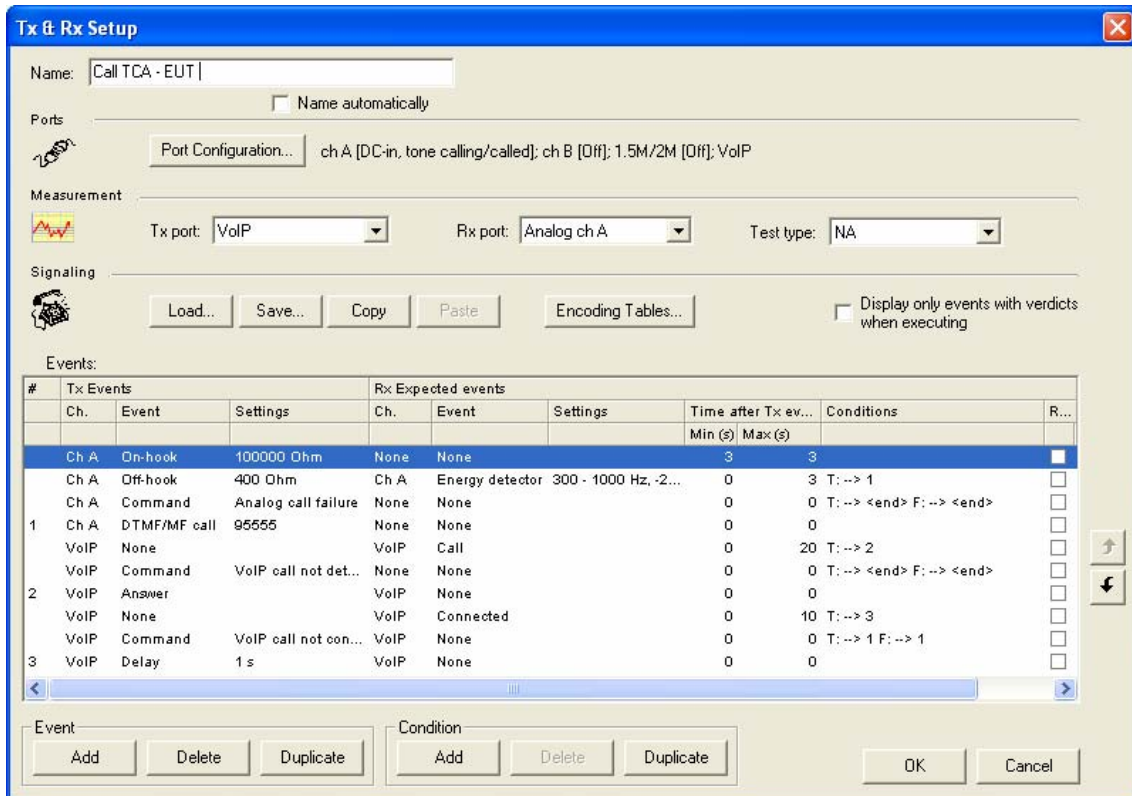 Tx & Rx Setup
Name: Call TCA - EUT
Name automatically
Ports
Port Configuration... ch A [DC-in, tone calling/called]; ch B [Off]; 1.5M/2M [Off]; VoIP
Measurement
Tx port: VoIP Rx port: Analog ch A Test type: NA
Signaling
Load... Save... Copy Paste Encoding Tables... Display only events with verdicts
when executing
Events:
# Tx Events Rx Expected events
Ch. Event Settings Ch. Event Settings Time after Tx ev... Conditions R...
Min (s) Max (s)
Ch A On-hook 100000 Ohm None None 3 3
Ch A Off-hook 400 Ohm Ch A Energy detector 300 - 1000 Hz, -2... 0 3 T: --> 1
Ch A Command Analog call failure None None 0 0 T: --> <end> F: --> <end>
1 Ch A DTMF/MF call 95555 None None 0 0
VoIP None VoIP Call 0 20 T: --> 2
VoIP Command VoIP call not det... None None 0 0 T: --> <end> F: --> <end>
2 VoIP Answer VoIP None 0 0
VoIP None VoIP Connected 0 10 T: --> 3
VoIP Command VoIP call not con... VoIP None 0 0 T: --> 1 F: --> 1
3 VoIP Delay 1 s VoIP None 0 0
Event Condition
Add Delete Duplicate Add Delete Duplicate OK Cancel